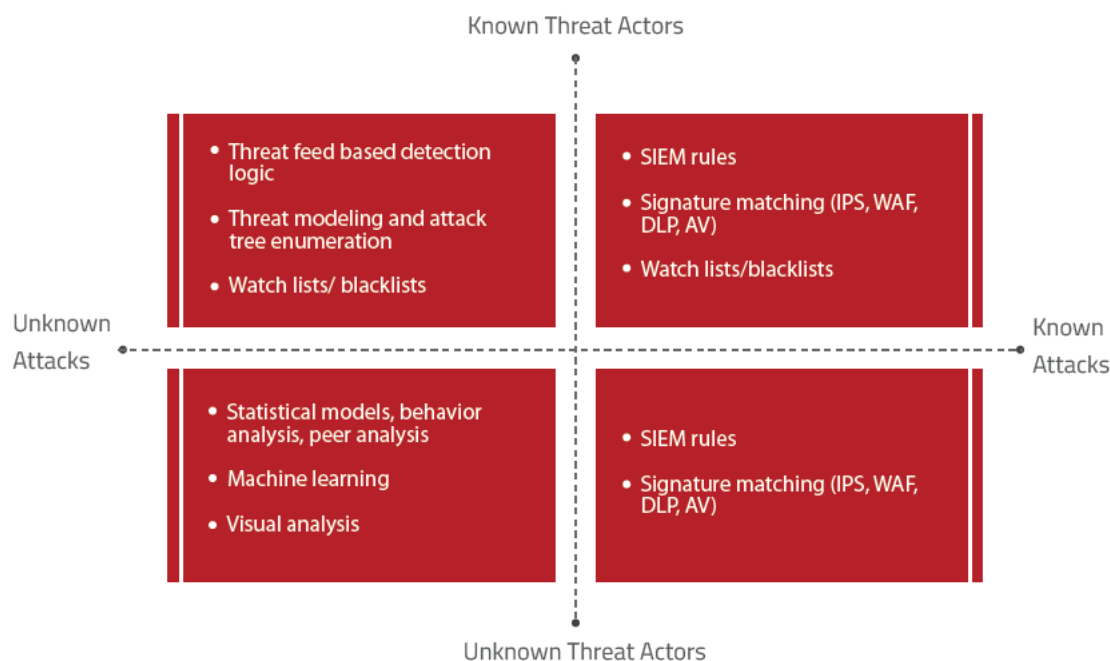 Known Threat Actors
• Threat feed based detection
logic
• Threat modeling and attack
tree enumeration
• Watch lists/ blacklists
• SIEM rules
• Signature matching (IPS, WAF,
DLP, AV)
• Watch lists/blacklists
Unknown
Attacks
Known
Attacks
• Statistical models, behavior
analysis, peer analysis
• Machine learning
• Visual analysis
• SIEM rules
• Signature matching (IPS, WAF,
DLP, AV)
Unknown Threat Actors